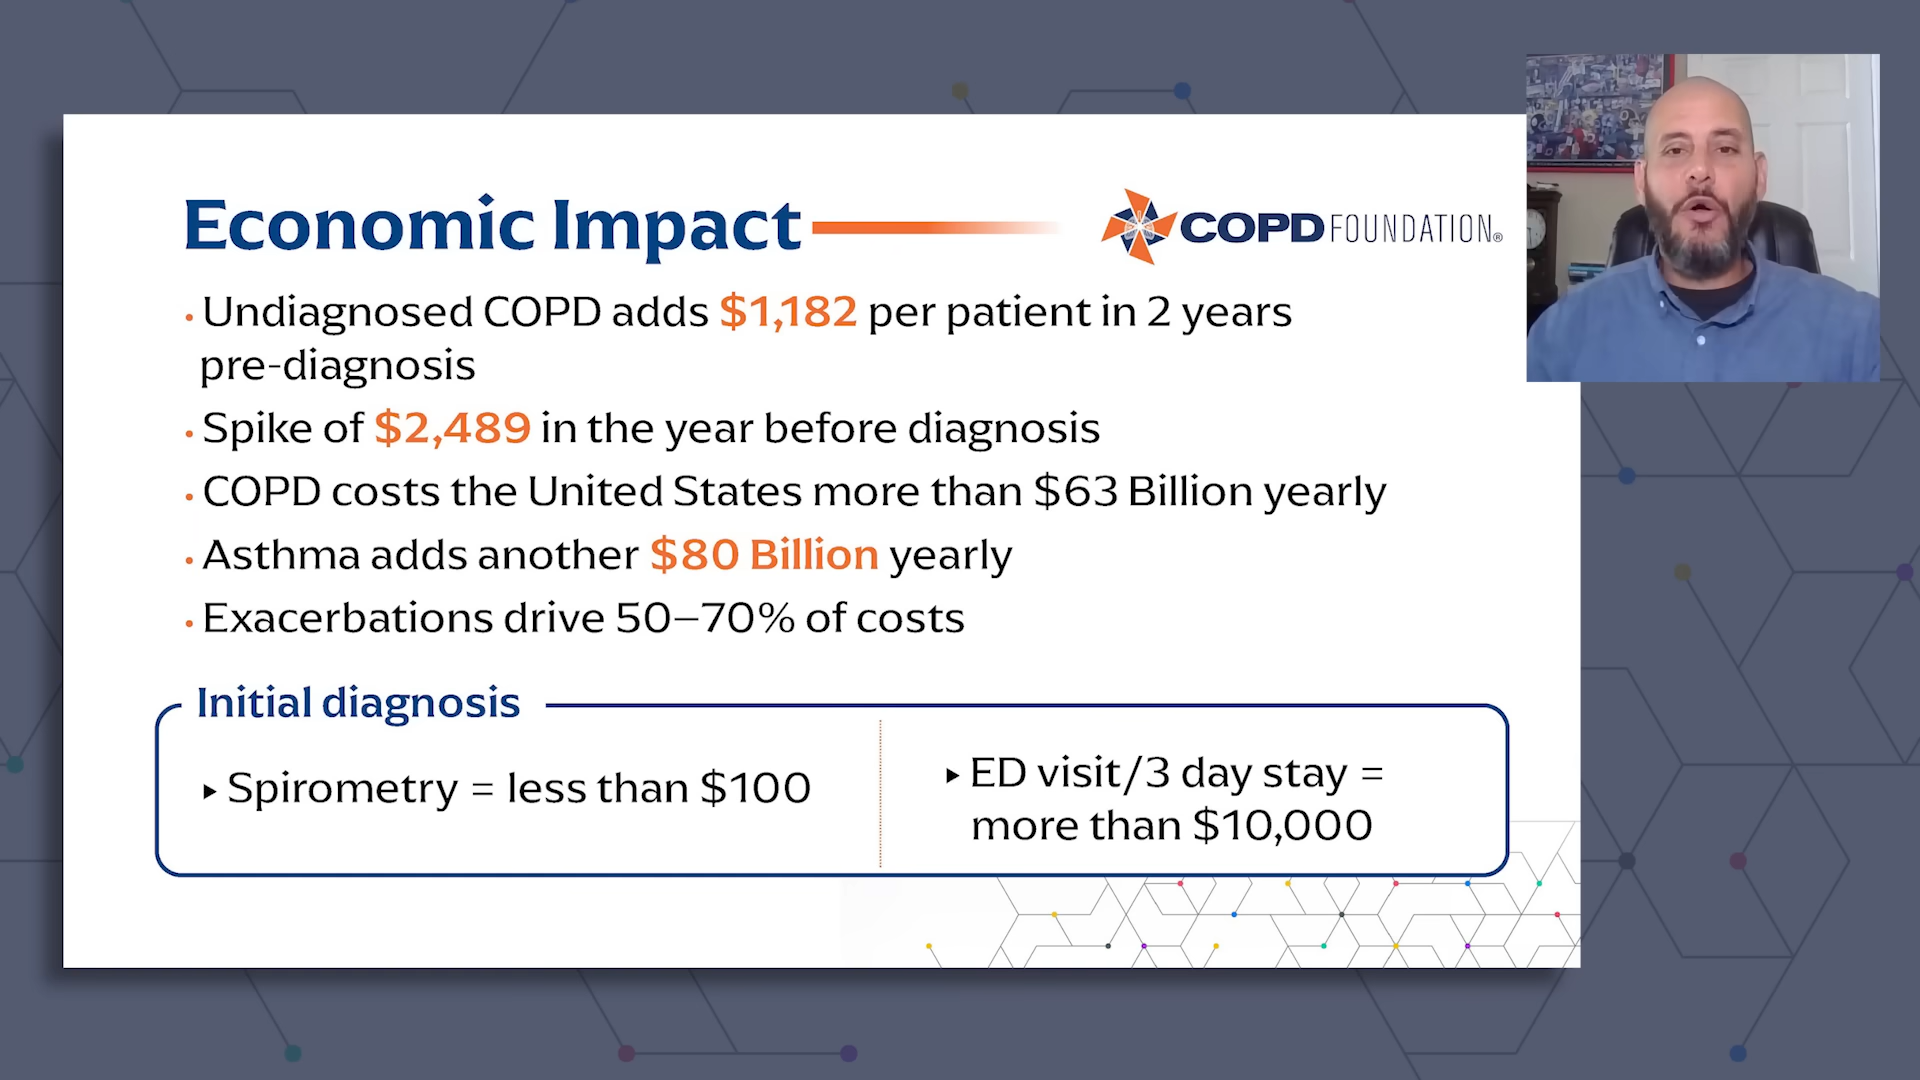 Economic Impact
COPD FOUNDATION®
• Undiagnosed COPD adds $1,182 per patient in 2 years
pre-diagnosis
• Spike of $2,489 in the year before diagnosis
• COPD costs the United States more than $63 Billion yearly
• Asthma adds another $80 Billion yearly
• Exacerbations drive 50–70% of costs
Initial diagnosis
▸ Spirometry = less than $100
▸ ED visit/3 day stay =
more than $10,000